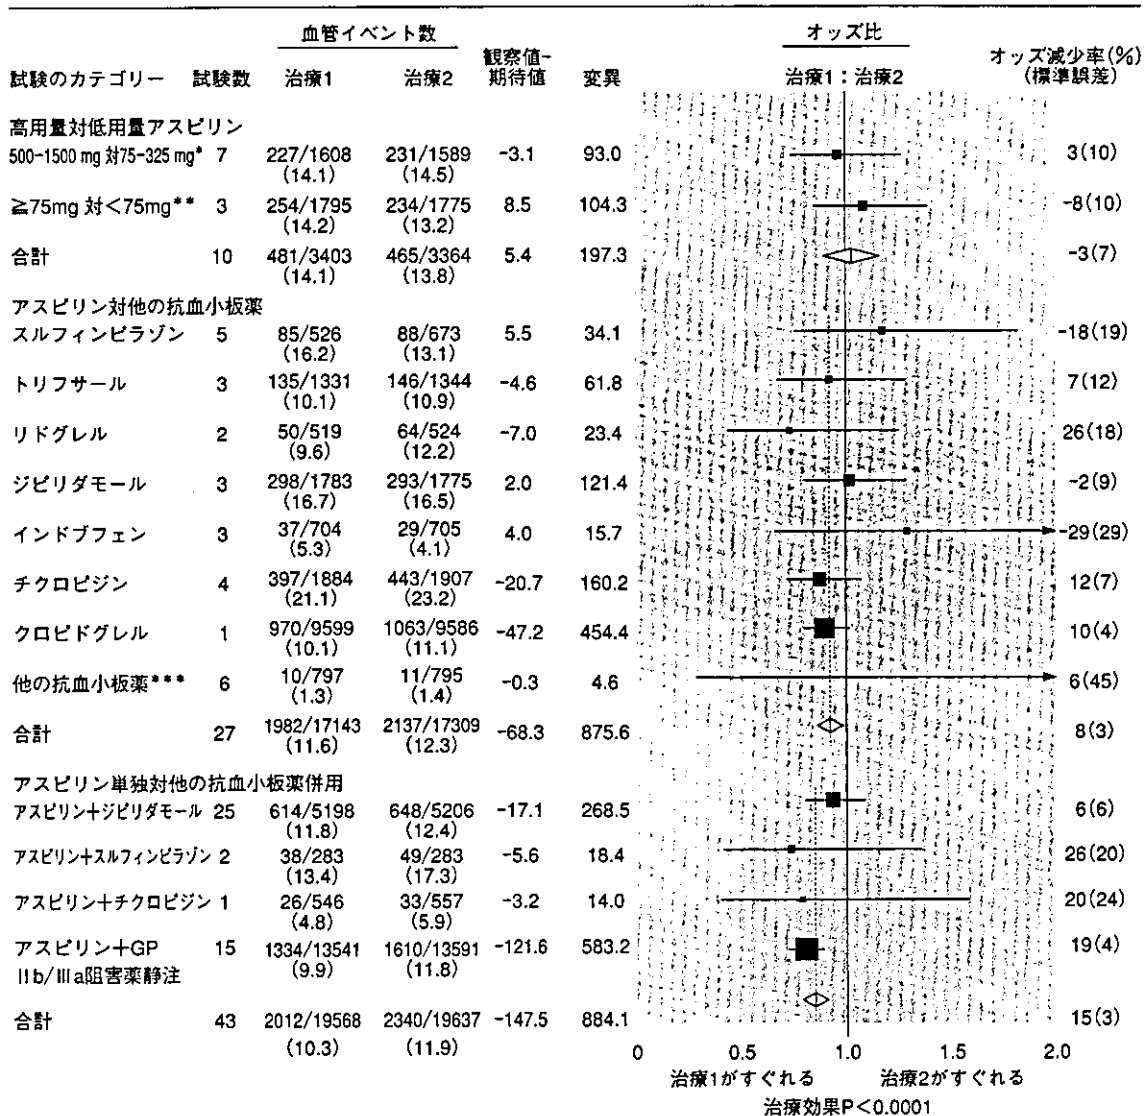 血管イベント数 オッズ比
試験のカテゴリー 試験数 治療1 治療2 観察値-期待値 変異 治療1：治療2 オッズ減少率(%)(標準誤差)
高用量対低用量アスピリン
500-1500 mg 対75-325 mg* 7 227/1608 231/1589 -3.1 93.0 3(10)
(14.1) (14.5)
≧75mg 対＜75mg** 3 254/1795 234/1775 8.5 104.3 -8(10)
(14.2) (13.2)
合計 10 481/3403 465/3364 5.4 197.3 -3(7)
(14.1) (13.8)
アスピリン対他の抗血小板薬
スルフィンピラゾン 5 85/526 88/673 5.5 34.1 -18(19)
(16.2) (13.1)
トリフサール 3 135/1331 146/1344 -4.6 61.8 7(12)
(10.1) (10.9)
リドグレル 2 50/519 64/524 -7.0 23.4 26(18)
(9.6) (12.2)
ジピリダモール 3 298/1783 293/1775 2.0 121.4 -2(9)
(16.7) (16.5)
インドブフェン 3 37/704 29/705 4.0 15.7 -29(29)
(5.3) (4.1)
チクロピジン 4 397/1884 443/1907 -20.7 160.2 12(7)
(21.1) (23.2)
クロピドグレル 1 970/9599 1063/9586 -47.2 454.4 10(4)
(10.1) (11.1)
他の抗血小板薬*** 6 10/797 11/795 -0.3 4.6 6(45)
(1.3) (1.4)
合計 27 1982/17143 2137/17309 -68.3 875.6 8(3)
(11.6) (12.3)
アスピリン単独対他の抗血小板薬併用
アスピリン+ジピリダモール 25 614/5198 648/5206 -17.1 268.5 6(6)
(11.8) (12.4)
アスピリン+スルフィンピラゾン 2 38/283 49/283 -5.6 18.4 26(20)
(13.4) (17.3)
アスピリン＋チクロピジン 1 26/546 33/557 -3.2 14.0 20(24)
(4.8) (5.9)
アスピリン＋GP 15 1334/13541 1610/13591 -121.6 583.2 19(4)
IIb/IIIa阻害薬静注 (9.9) (11.8)
合計 43 2012/19568 2340/19637 -147.5 884.1 15(3)
(10.3) (11.9)
0 0.5 1.0 1.5 2.0
治療1がすぐれる 治療2がすぐれる
治療効果P＜0.0001